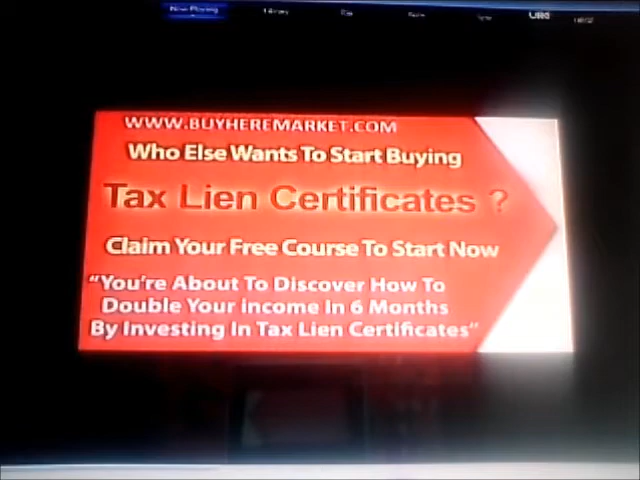 Now Playing
WWW.BUYHEREMARKET.COM
Who Else Wants To Start Buying
Tax Lien Certificates ?
Claim Your Free Course To Start Now
“You’re About To Discover How To
Double Your income In 6 Months
By Investing In Tax Lien Certificates”